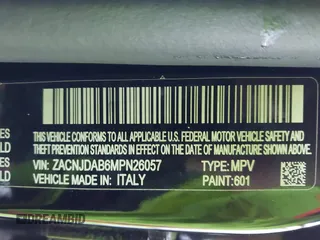 THIS VEHICLE CONFORMS TO ALL APPLICABLE U.S. FEDERAL MOTOR VEHICLE SAFETY AND
THEFT PREVENTION STANDARDS IN EFFECT ON THE DATE OF MANUFACTURE SHOWN ABOVE.
VIN: ZACNJDAB6MPN26057 TYPE: MPV
MADE IN: ITALY PAINT: 601
DREAMBID